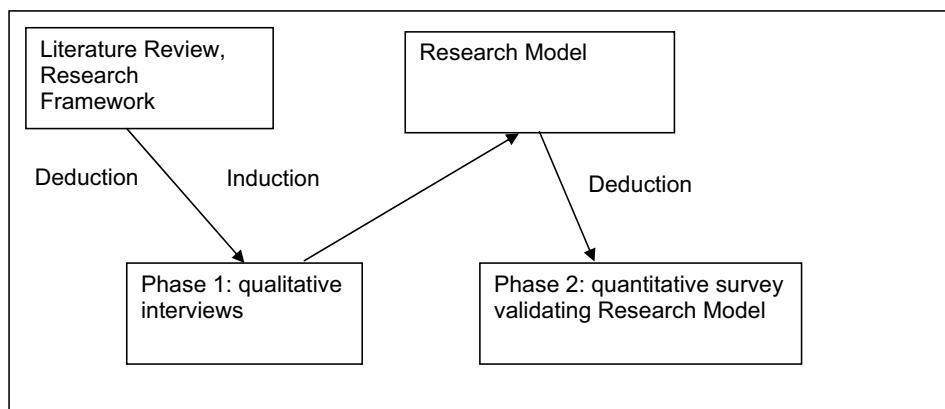 Literature Review,
Research
Framework
Research Model
Deduction
Induction
Deduction
Phase 1: qualitative
interviews
Phase 2: quantitative survey
validating Research Model